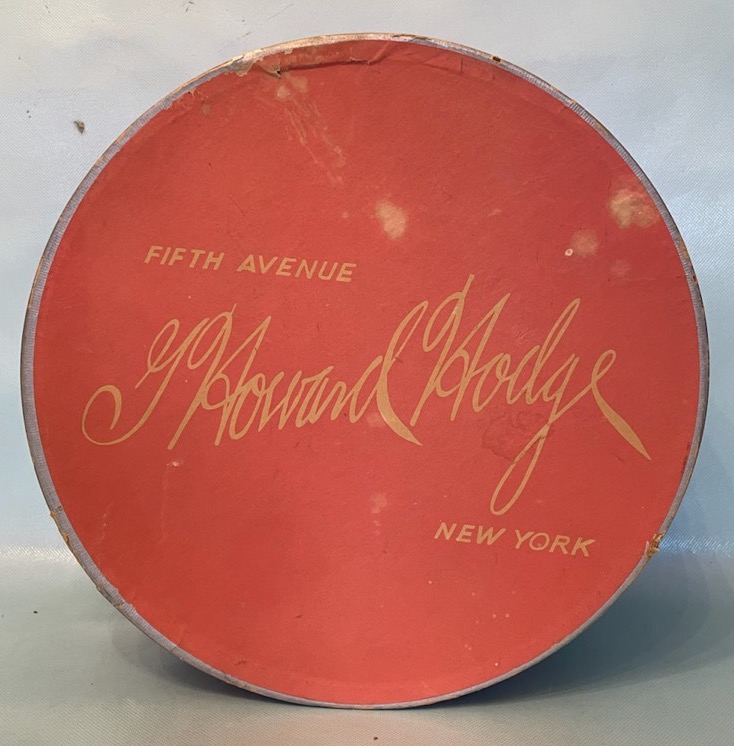 FIFTH AVENUE
G Howard Hodge
NEW YORK